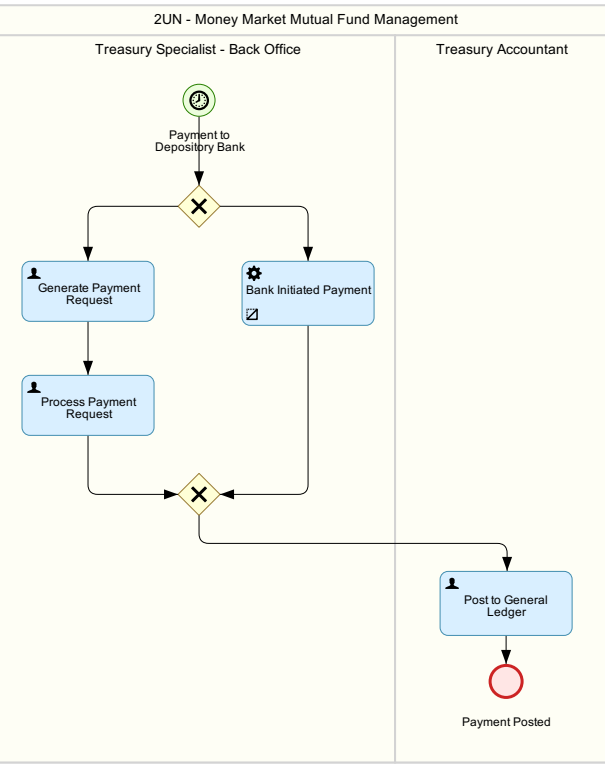 2UN - Money Market Mutual Fund Management
Treasury Specialist - Back Office
Treasury Accountant
Payment to
Depository Bank
Generate Payment
Request
Bank Initiated Payment
Process Payment
Request
Post to General
Ledger
Payment Posted